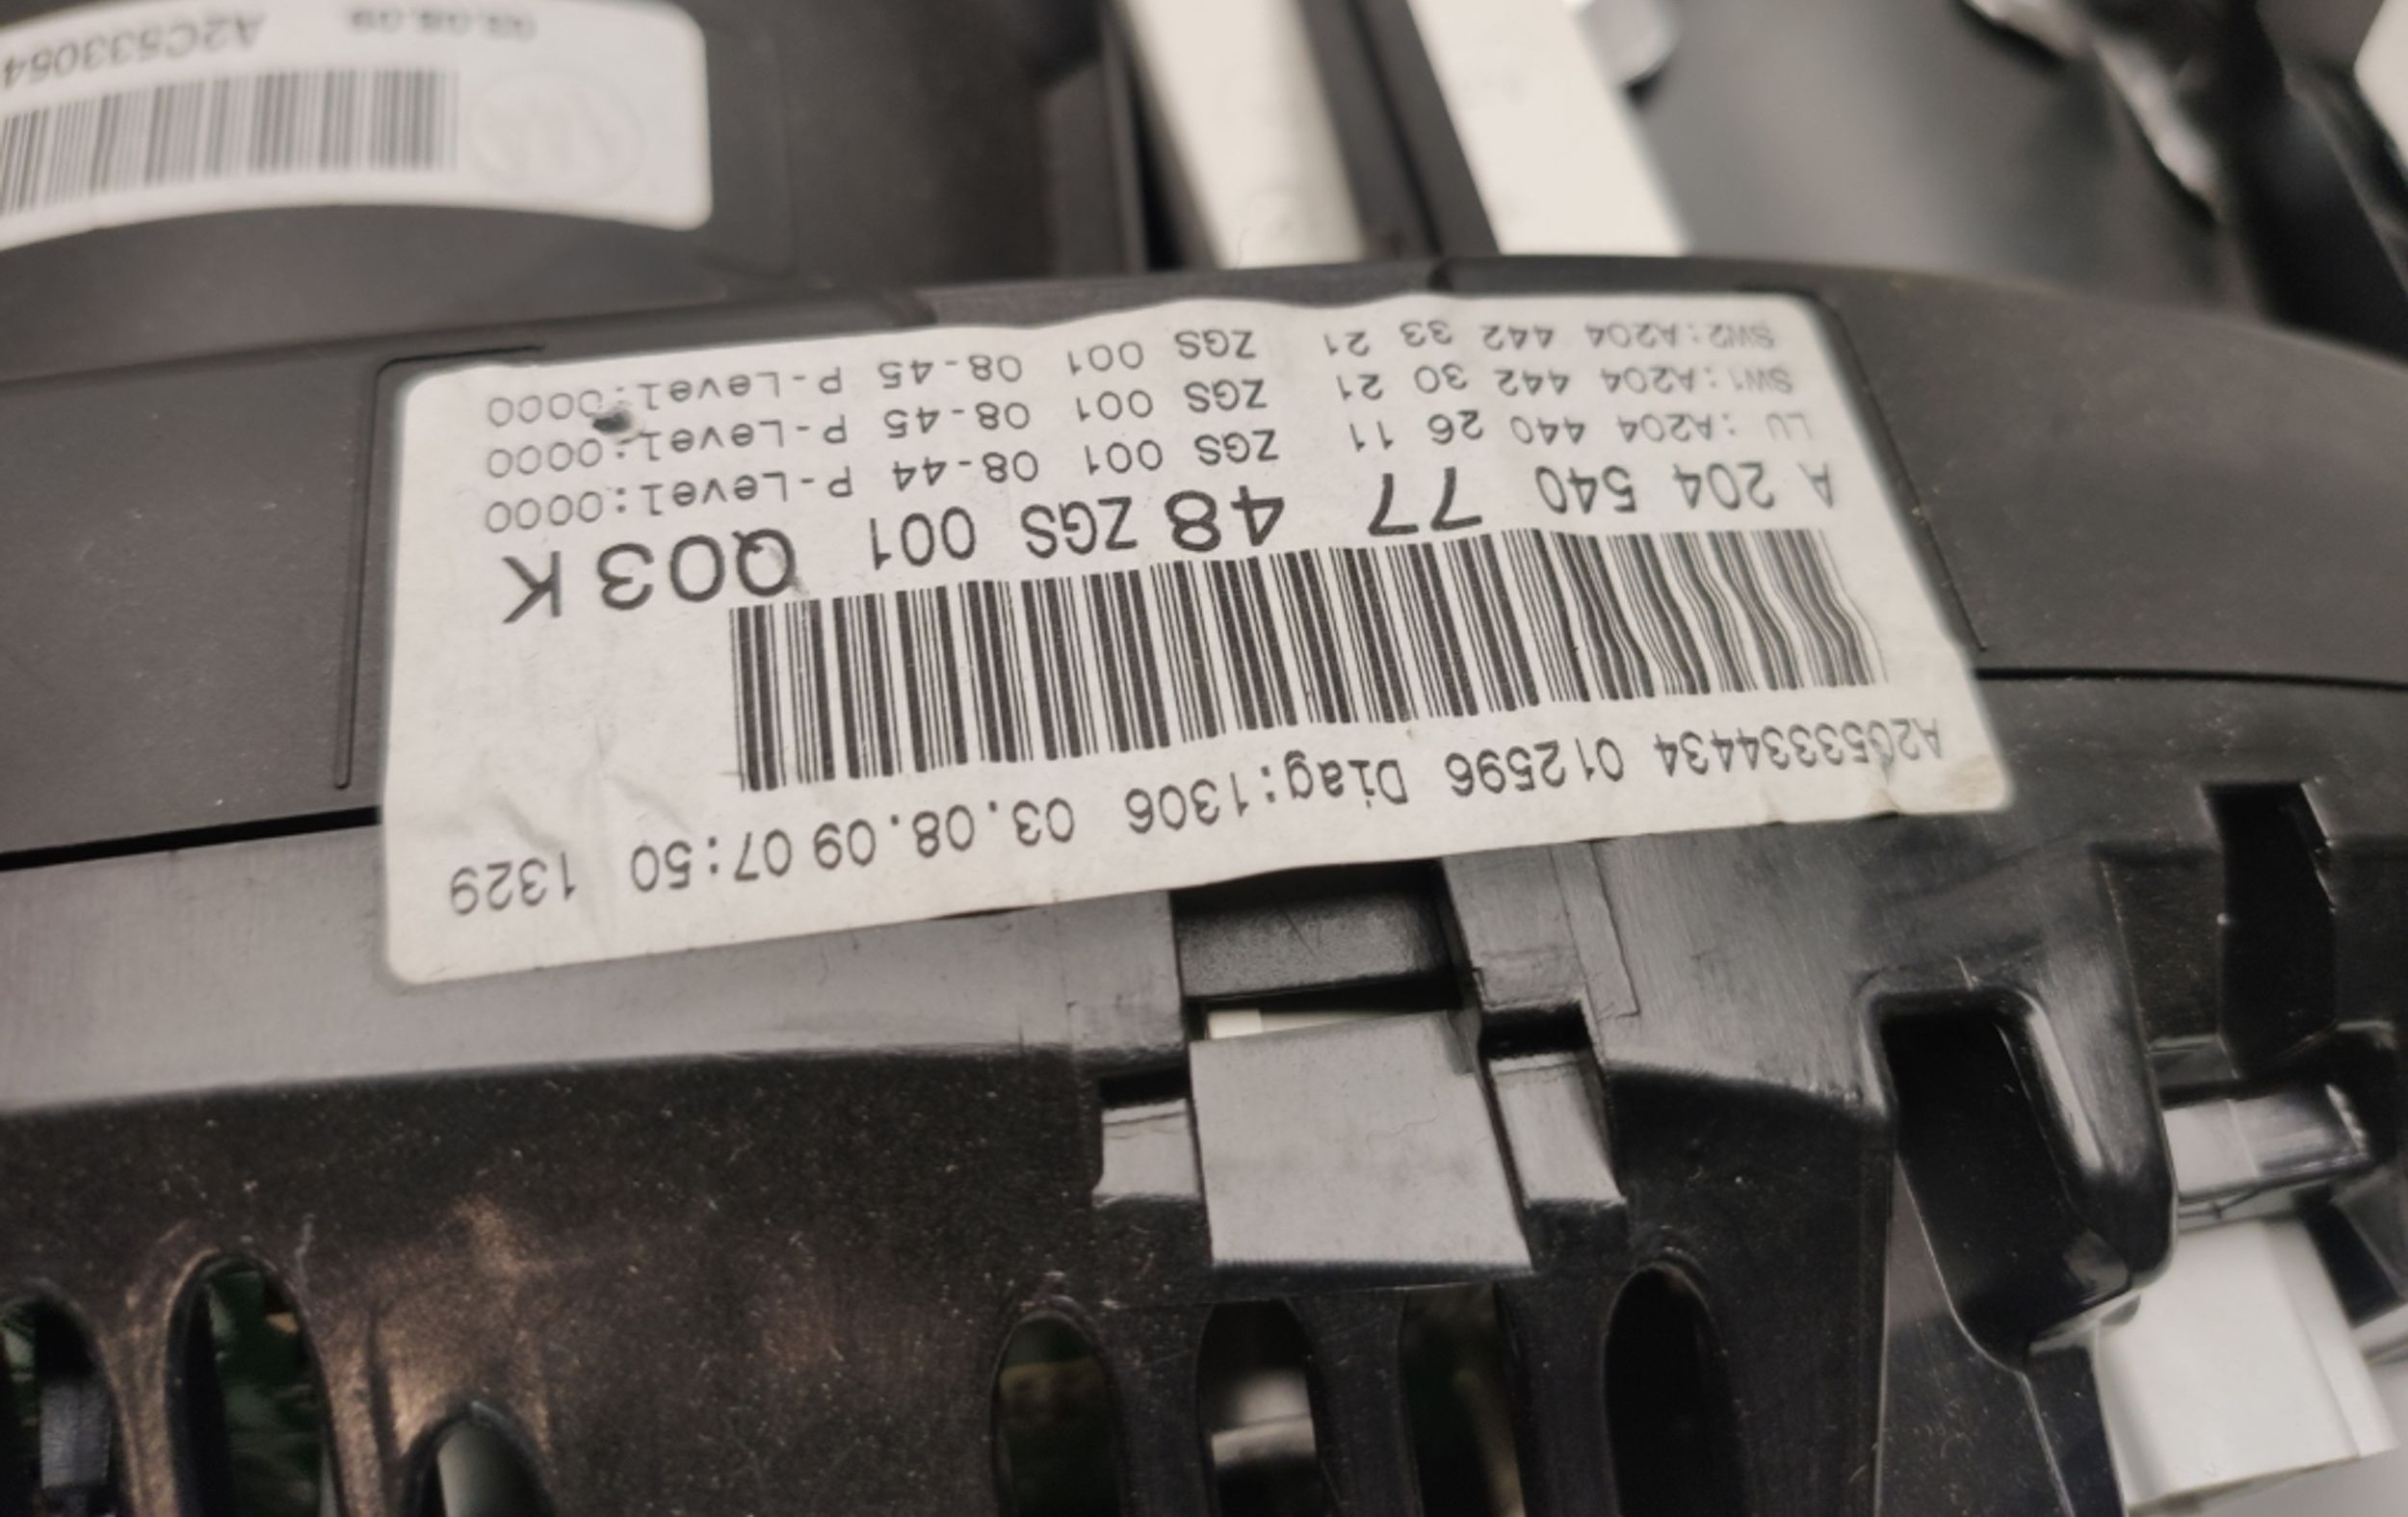 A2C53334434 012596 Diag:1306 03.08.09 07:50 1329
A 204 540 77 48 ZGS 001 Q03 K
LU :A204 440 26 11 ZGS 001 08-44 P-Level:0000
SW1:A204 442 30 21 ZGS 001 08-45 P-Level:0000
SW2:A204 442 33 21 ZGS 001 08-45 P-Level:0000
A2C533054